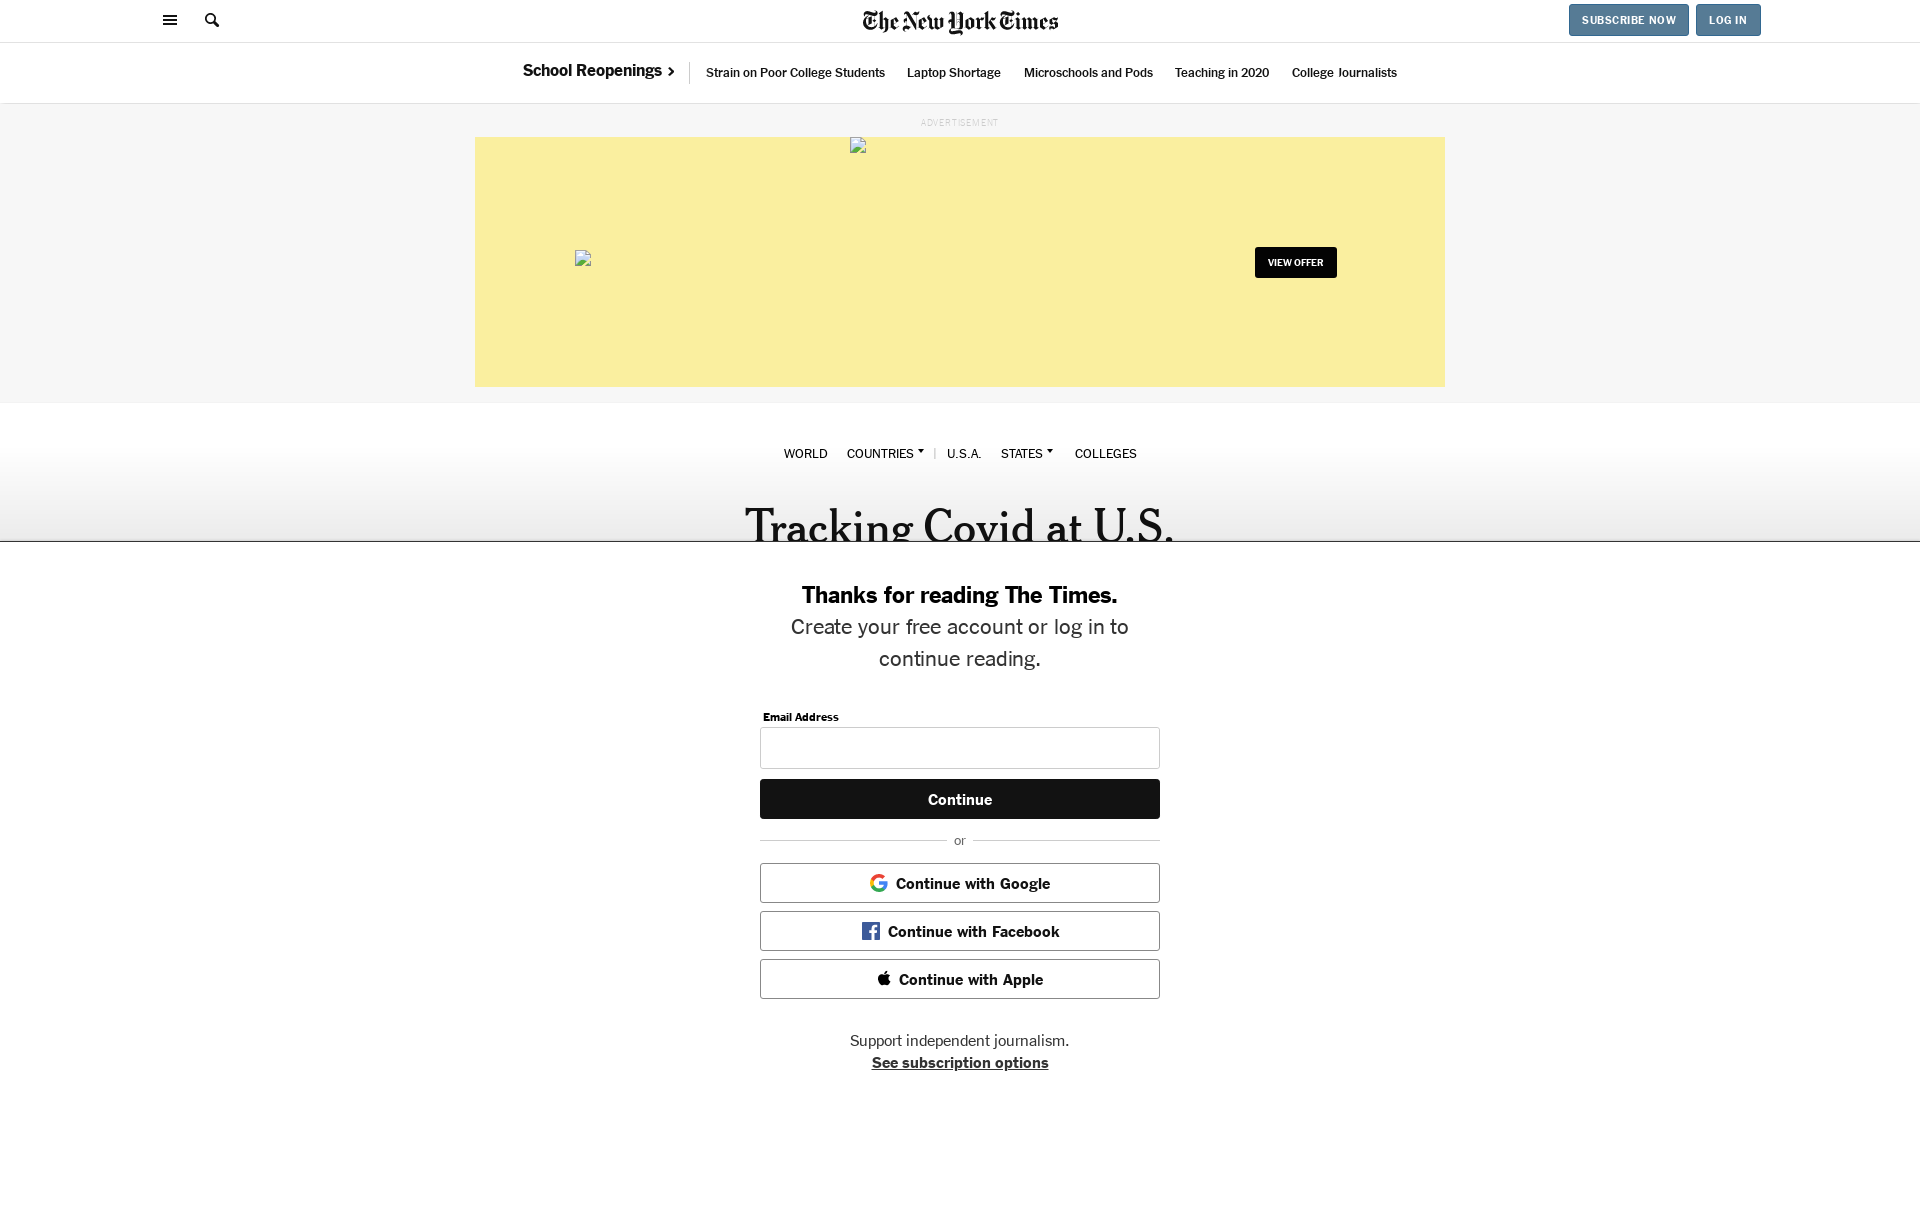 The New York Times
SUBSCRIBE NOW
LOG IN
School Reopenings
Strain on Poor College Students
Laptop Shortage
Microschools and Pods
Teaching in 2020
College Journalists
ADVERTISEMENT
VIEW OFFER
WORLD
COUNTRIES
U.S.A.
STATES
COLLEGES
Tracking Covid at U.S.
Thanks for reading The Times.
Create your free account or log in to
continue reading.
Email Address
Continue
or
Continue with Google
Continue with Facebook
Continue with Apple
Support independent journalism.
See subscription options